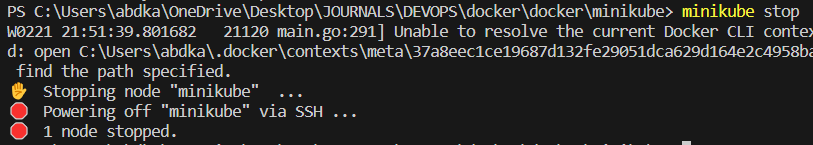 PS C:\Users\abdka\OneDrive\Desktop\JOURNALS\DEVOPS\docker\docker\minikube> minikube stop
W0221 21:51:39.801682   21120 main.go:291] Unable to resolve the current Docker CLI contex
d: open C:\Users\abdka\.docker\contexts\meta\37a8eec1ce19687d132fe29051dca629d164e2c4958ba
 find the path specified.
✋  Stopping node "minikube"  ...
🛑  Powering off "minikube" via SSH ...
🛑  1 node stopped.